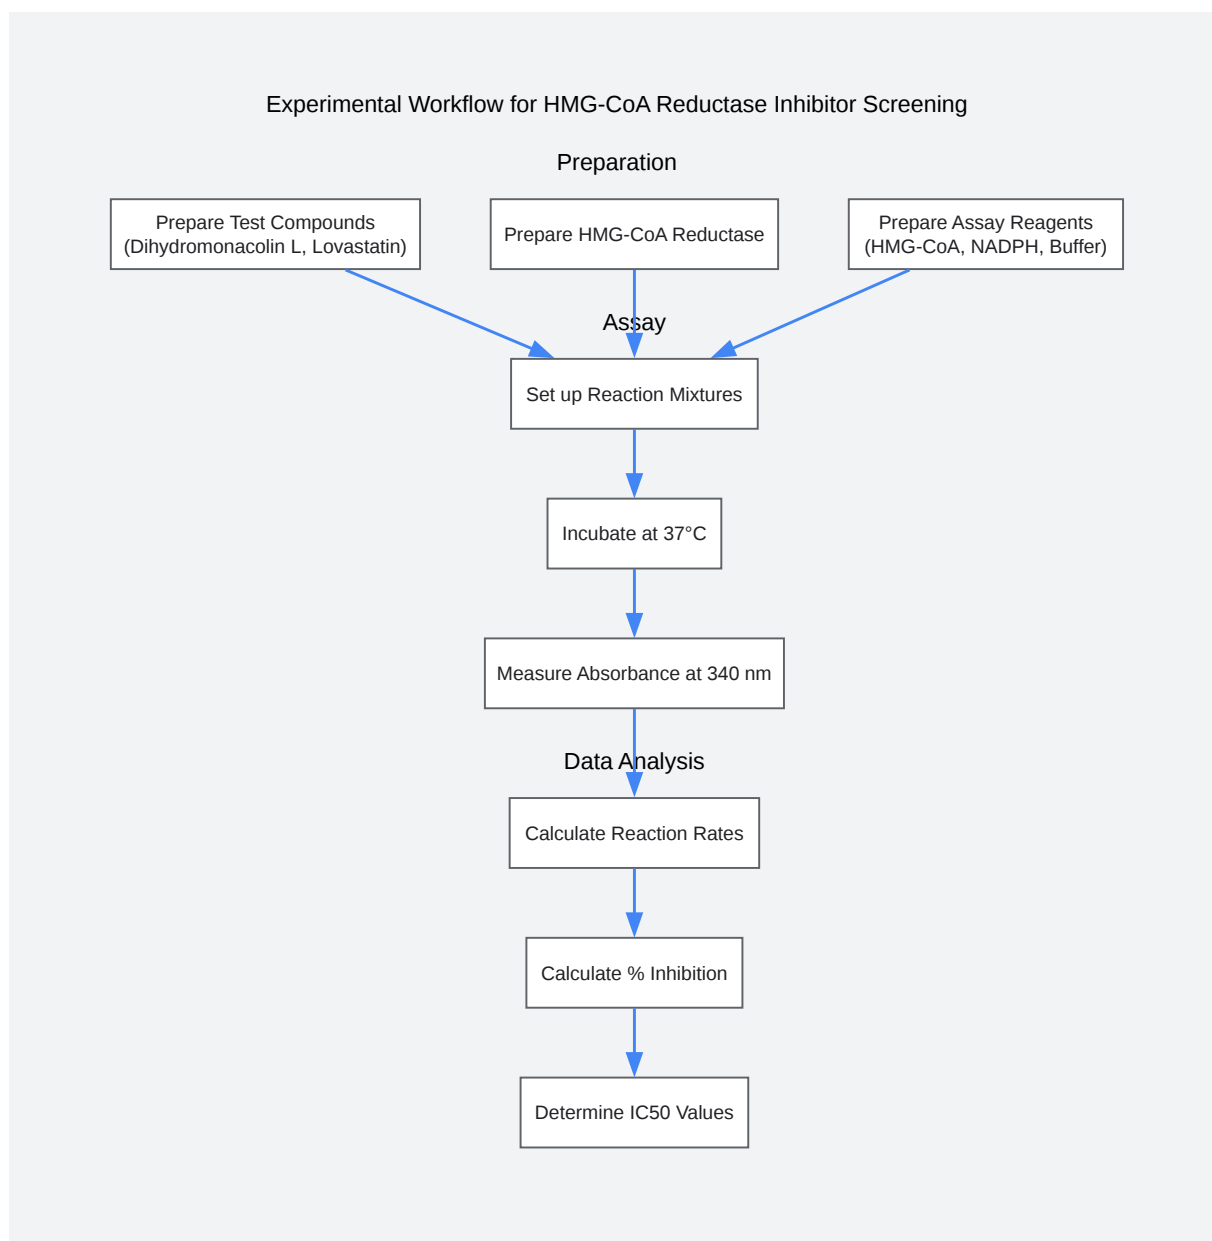 Experimental Workflow for HMG-CoA Reductase Inhibitor Screening
Preparation
Prepare Test Compounds
(Dihydromonacolin L, Lovastatin)
Prepare HMG-CoA Reductase
Prepare Assay Reagents
(HMG-CoA, NADPH, Buffer)
Assay
Set up Reaction Mixtures
Incubate at 37°C
Measure Absorbance at 340 nm
Data Analysis
Calculate Reaction Rates
Calculate % Inhibition
Determine IC50 Values